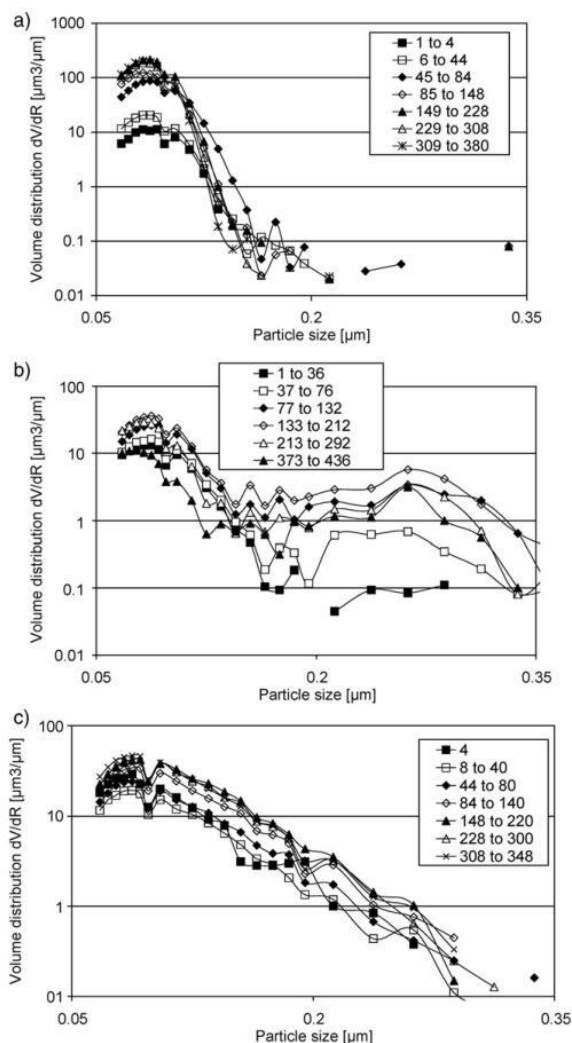 a)
Volume distribution dV/dR [µm3/µm]
1000
100
10
1
0.1
0.01
1 to 4
6 to 44
45 to 84
85 to 148
149 to 228
229 to 308
309 to 380
0.05
0.2
0.35
Particle size [µm]
b)
Volume distribution dV/dR [µm3/µm]
100
10
1
0.1
0.01
1 to 36
37 to 76
77 to 132
133 to 212
213 to 292
373 to 436
0.05
0.2
0.35
Particle size [µm]
c)
Volume distribution dV/dR [µm3/µm]
100
10
1
01
4
8 to 40
44 to 80
84 to 140
148 to 220
228 to 300
308 to 348
0.05
0.2
0.35
Particle size [µm]